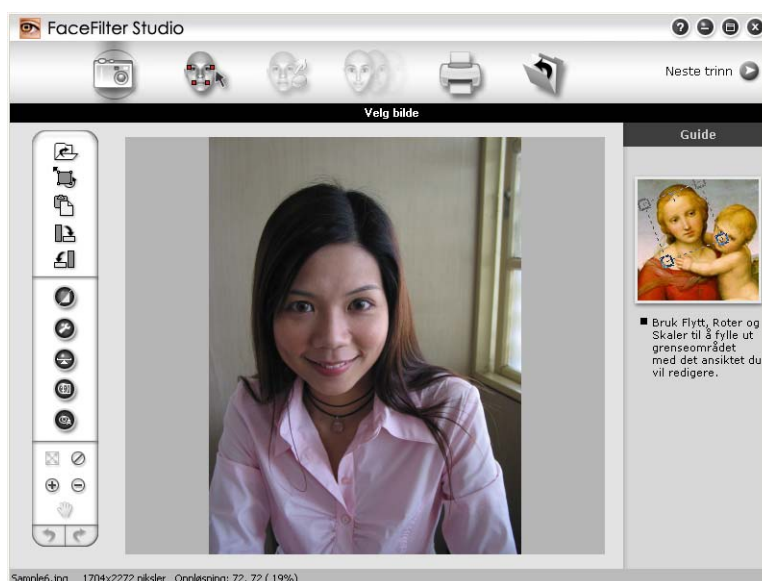 FaceFilter Studio
Neste trinn
Velg bilde
Guide
Bruk Flytt, Roter og
Skaler til å fylle ut
grenseområdet
med det ansiktet du
vil redigere.
Sample6.jpg 1704x2272 piksler Oppløsning: 72, 72 ( 19%)